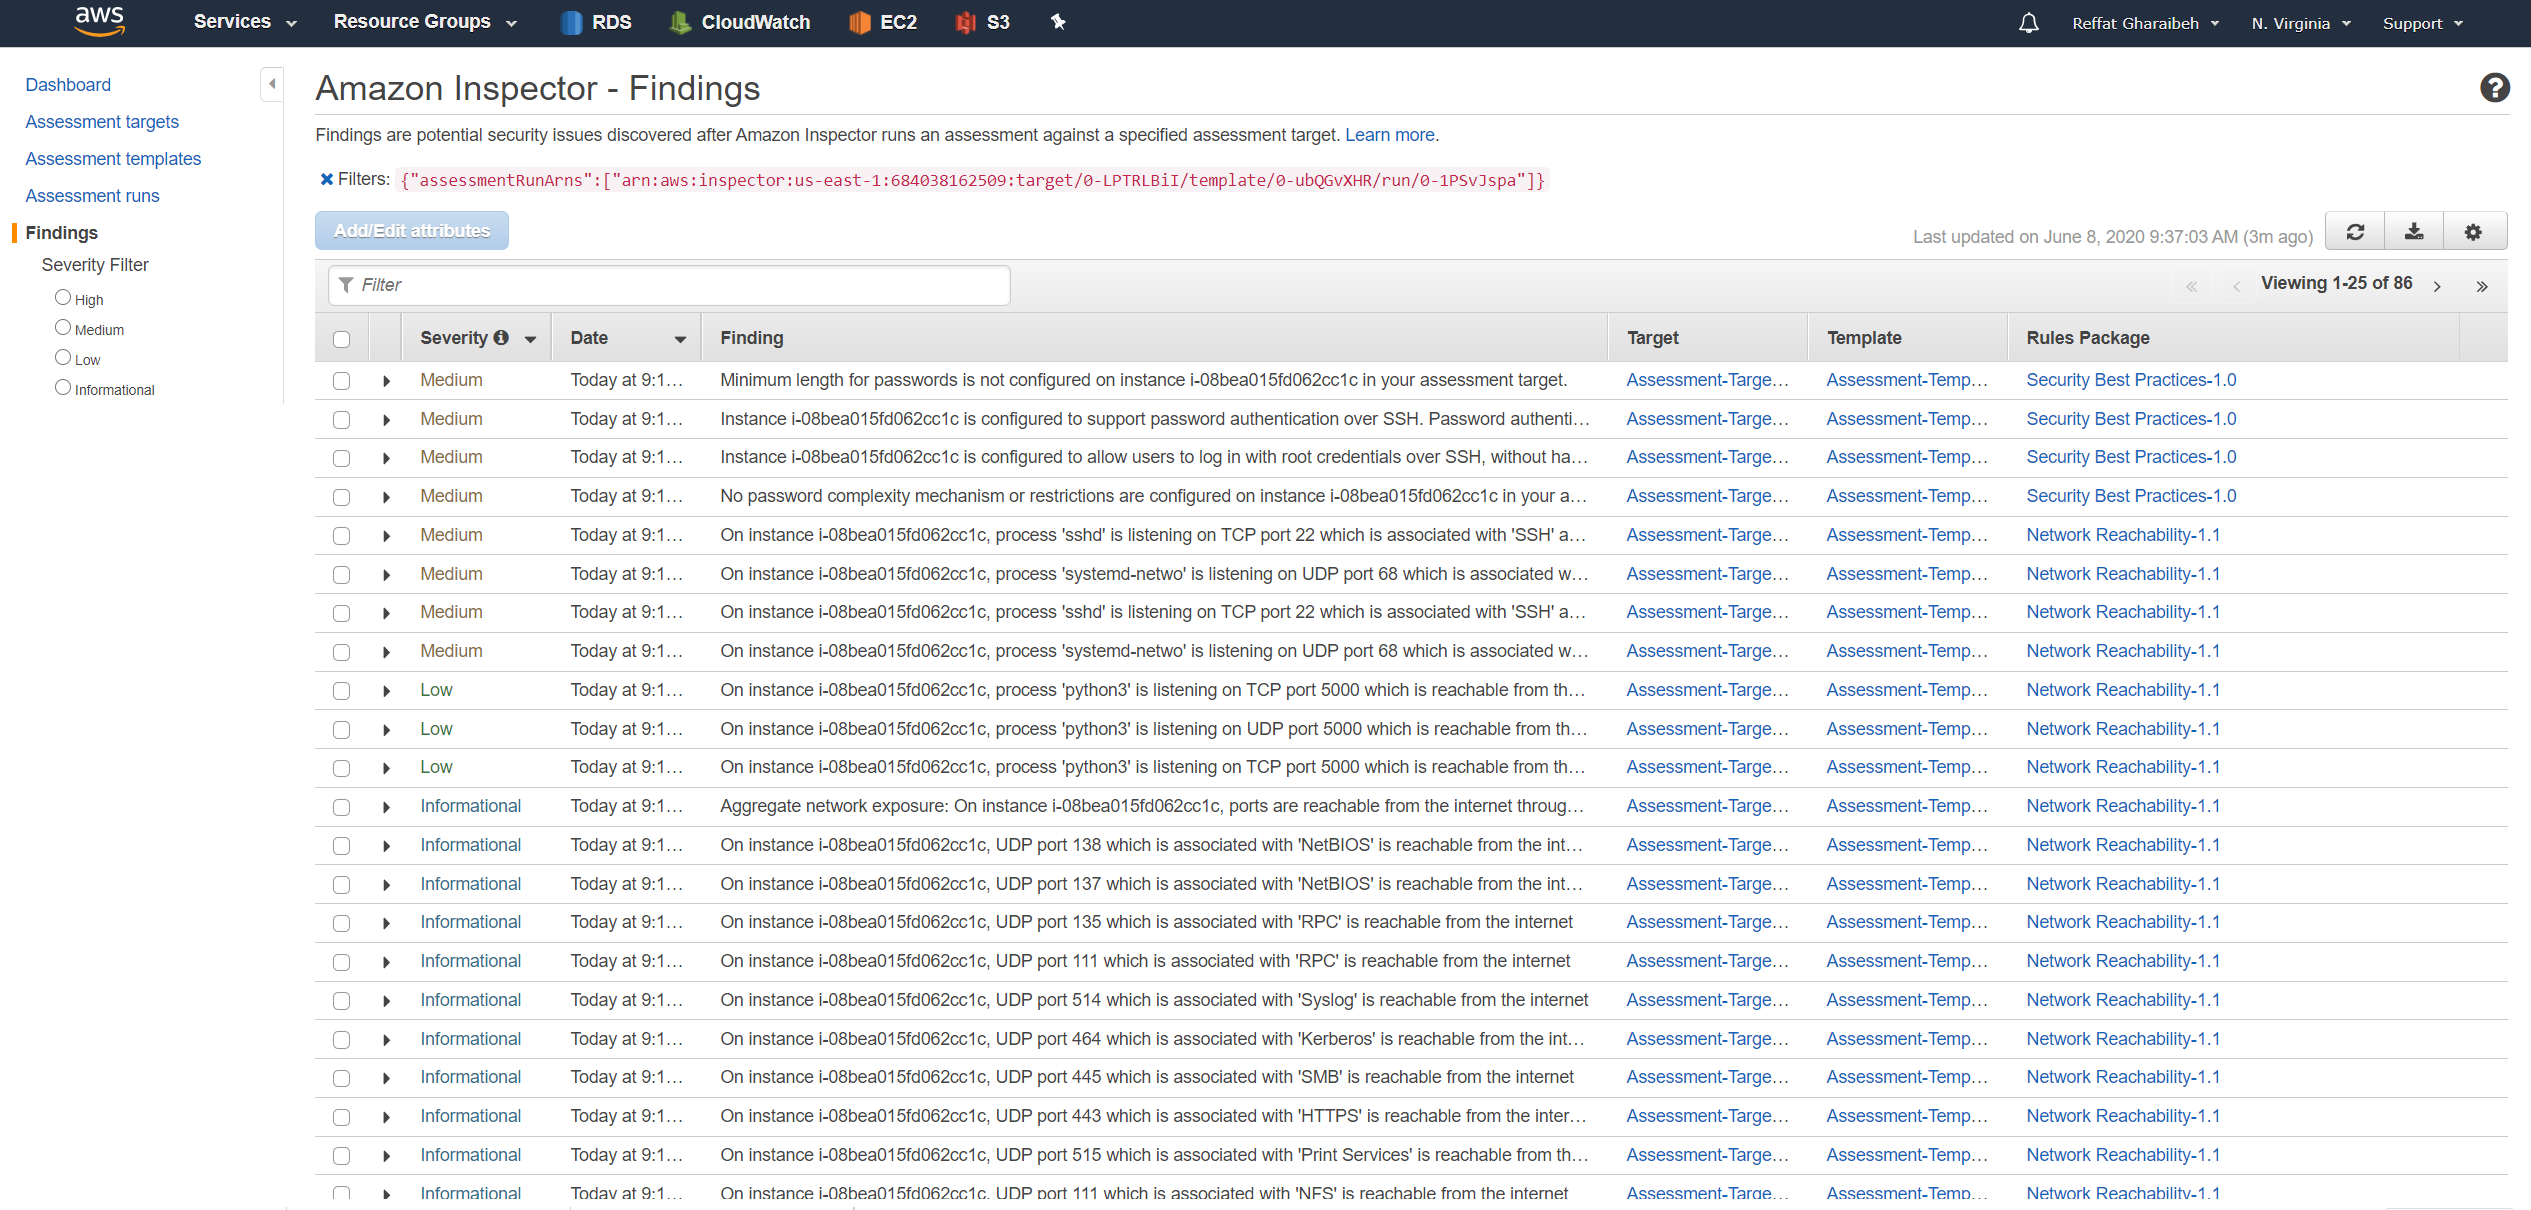 aws Services Resource Groups RDS CloudWatch EC2 S3 Reffat Gharaibeh N. Virginia Support
Dashboard
Assessment targets
Assessment templates
Assessment runs
Findings
Severity Filter
High
Medium
Low
Informational
Amazon Inspector - Findings
Findings are potential security issues discovered after Amazon Inspector runs an assessment against a specified assessment target. Learn more.
Filters: {"assessmentRunArns":["arn:aws:inspector:us-east-1:684038162509:target/0-LPTRLBiI/template/0-ubQGvXHR/run/0-1PSvJspa"]}
Add/Edit attributes
Last updated on June 8, 2020 9:37:03 AM (3m ago)
Filter
« ‹ Viewing 1-25 of 86 › »
Severity Date Finding Target Template Rules Package
Medium Today at 9:1… Minimum length for passwords is not configured on instance i-08bea015fd062cc1c in your assessment target. Assessment-Targe… Assessment-Temp… Security Best Practices-1.0
Medium Today at 9:1… Instance i-08bea015fd062cc1c is configured to support password authentication over SSH. Password authenti… Assessment-Targe… Assessment-Temp… Security Best Practices-1.0
Medium Today at 9:1… Instance i-08bea015fd062cc1c is configured to allow users to log in with root credentials over SSH, without ha… Assessment-Targe… Assessment-Temp… Security Best Practices-1.0
Medium Today at 9:1… No password complexity mechanism or restrictions are configured on instance i-08bea015fd062cc1c in your a… Assessment-Targe… Assessment-Temp… Security Best Practices-1.0
Medium Today at 9:1… On instance i-08bea015fd062cc1c, process 'sshd' is listening on TCP port 22 which is associated with 'SSH' a… Assessment-Targe… Assessment-Temp… Network Reachability-1.1
Medium Today at 9:1… On instance i-08bea015fd062cc1c, process 'systemd-netwo' is listening on UDP port 68 which is associated w… Assessment-Targe… Assessment-Temp… Network Reachability-1.1
Medium Today at 9:1… On instance i-08bea015fd062cc1c, process 'sshd' is listening on TCP port 22 which is associated with 'SSH' a… Assessment-Targe… Assessment-Temp… Network Reachability-1.1
Medium Today at 9:1… On instance i-08bea015fd062cc1c, process 'systemd-netwo' is listening on UDP port 68 which is associated w… Assessment-Targe… Assessment-Temp… Network Reachability-1.1
Low Today at 9:1… On instance i-08bea015fd062cc1c, process 'python3' is listening on TCP port 5000 which is reachable from th… Assessment-Targe… Assessment-Temp… Network Reachability-1.1
Low Today at 9:1… On instance i-08bea015fd062cc1c, process 'python3' is listening on UDP port 5000 which is reachable from th… Assessment-Targe… Assessment-Temp… Network Reachability-1.1
Low Today at 9:1… On instance i-08bea015fd062cc1c, process 'python3' is listening on TCP port 5000 which is reachable from th… Assessment-Targe… Assessment-Temp… Network Reachability-1.1
Informational Today at 9:1… Aggregate network exposure: On instance i-08bea015fd062cc1c, ports are reachable from the internet throug… Assessment-Targe… Assessment-Temp… Network Reachability-1.1
Informational Today at 9:1… On instance i-08bea015fd062cc1c, UDP port 138 which is associated with 'NetBIOS' is reachable from the int… Assessment-Targe… Assessment-Temp… Network Reachability-1.1
Informational Today at 9:1… On instance i-08bea015fd062cc1c, UDP port 137 which is associated with 'NetBIOS' is reachable from the int… Assessment-Targe… Assessment-Temp… Network Reachability-1.1
Informational Today at 9:1… On instance i-08bea015fd062cc1c, UDP port 135 which is associated with 'RPC' is reachable from the internet Assessment-Targe… Assessment-Temp… Network Reachability-1.1
Informational Today at 9:1… On instance i-08bea015fd062cc1c, UDP port 111 which is associated with 'RPC' is reachable from the internet Assessment-Targe… Assessment-Temp… Network Reachability-1.1
Informational Today at 9:1… On instance i-08bea015fd062cc1c, UDP port 514 which is associated with 'Syslog' is reachable from the internet Assessment-Targe… Assessment-Temp… Network Reachability-1.1
Informational Today at 9:1… On instance i-08bea015fd062cc1c, UDP port 464 which is associated with 'Kerberos' is reachable from the int… Assessment-Targe… Assessment-Temp… Network Reachability-1.1
Informational Today at 9:1… On instance i-08bea015fd062cc1c, UDP port 445 which is associated with 'SMB' is reachable from the internet Assessment-Targe… Assessment-Temp… Network Reachability-1.1
Informational Today at 9:1… On instance i-08bea015fd062cc1c, UDP port 443 which is associated with 'HTTPS' is reachable from the inter… Assessment-Targe… Assessment-Temp… Network Reachability-1.1
Informational Today at 9:1… On instance i-08bea015fd062cc1c, UDP port 515 which is associated with 'Print Services' is reachable from th… Assessment-Targe… Assessment-Temp… Network Reachability-1.1
Informational Today at 9:1… On instance i-08bea015fd062cc1c, UDP port 111 which is associated with 'NFS' is reachable from the internet Assessment-Targe… Assessment-Temp… Network Reachability-1.1